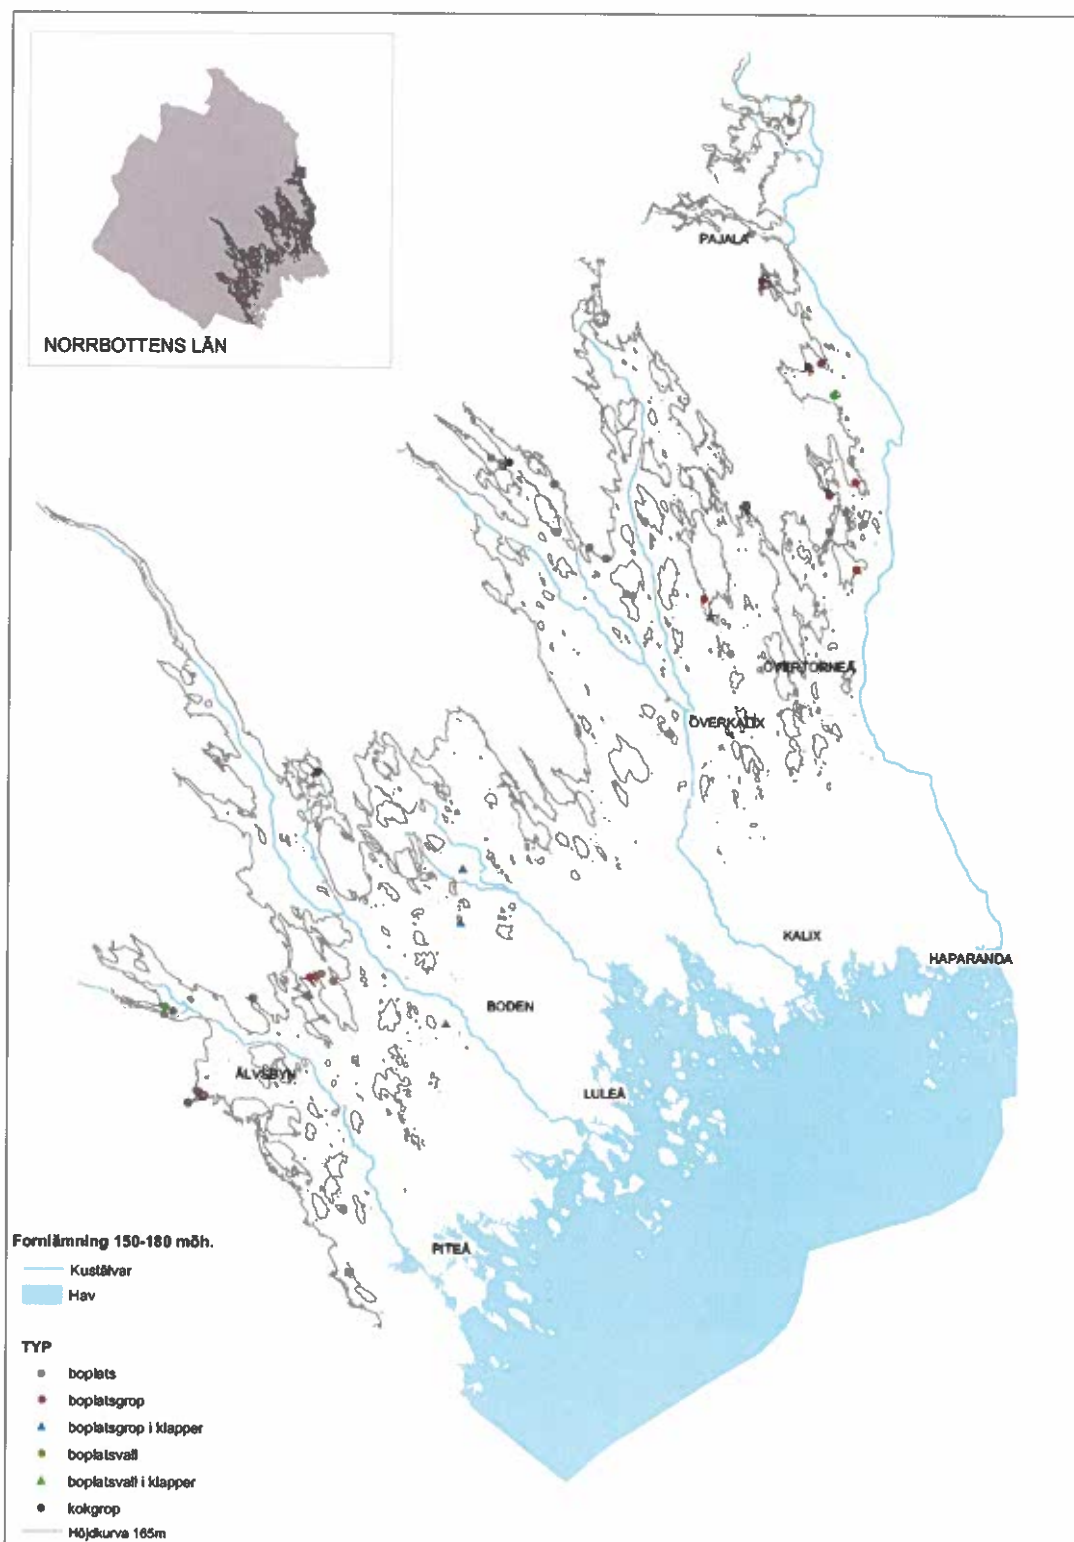 NORRBOTTENS LÄN
PAJALA
ÖVERTORNEÅ
ÖVERKALIX
KALIX
HAPARANDA
BODEN
ÄLVSBYN
LULEÅ
PITEÅ
Fornlämning 150-180 möh.
Kustälvar
Hav
TYP
boplats
boplatsgrop
boplatsgrop i klapper
boplatsvall
boplatsvall i klapper
kokgrop
Höjdkurva 165m